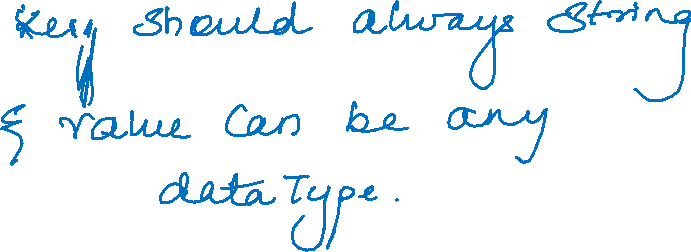 Key should always string
& value can be any
dataType.